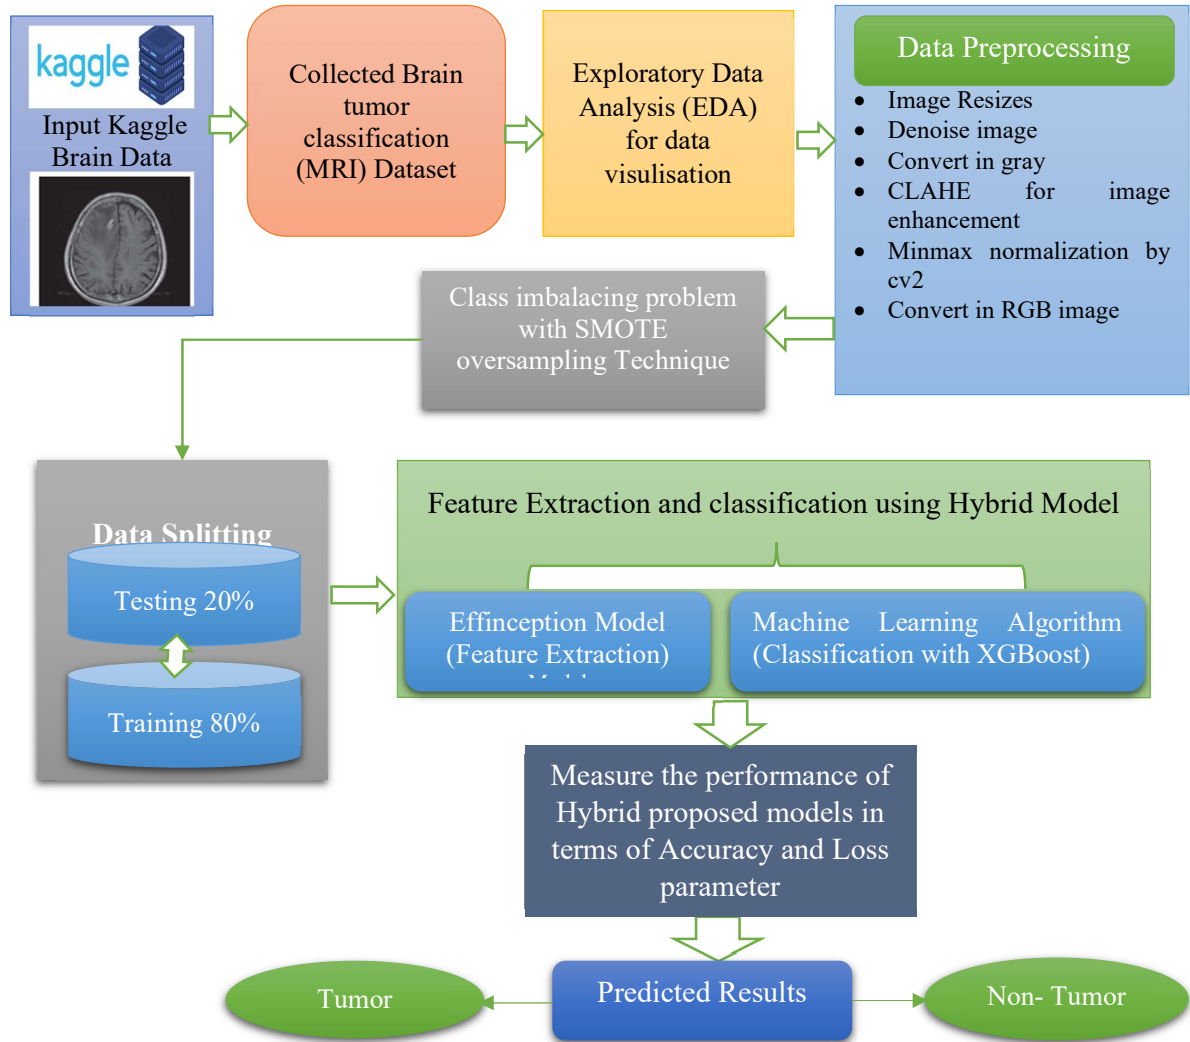 kaggle
Input Kaggle
Brain Data
Collected Brain
tumor
classification
(MRI) Dataset
Exploratory Data
Analysis (EDA)
for data
visulisation
Data Preprocessing
• Image Resizes
• Denoise image
• Convert in gray
• CLAHE for image
enhancement
• Minmax normalization by
cv2
• Convert in RGB image
Class imbalacing problem
with SMOTE
oversampling Technique
Data Splitting
Testing 20%
Training 80%
Feature Extraction and classification using Hybrid Model
Effinception Model
(Feature Extraction)
Machine Learning Algorithm
(Classification with XGBoost)
Measure the performance of
Hybrid proposed models in
terms of Accuracy and Loss
parameter
Tumor
Predicted Results
Non- Tumor